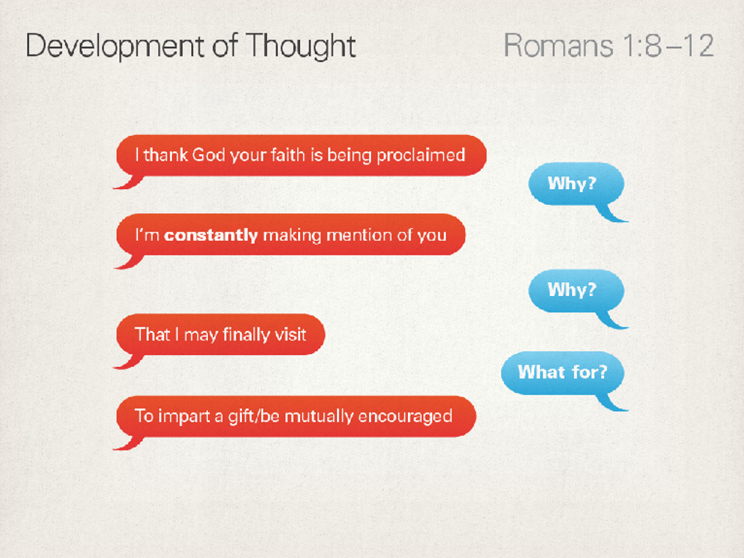 Development of Thought
Romans 1:8–12
I thank God your faith is being proclaimed
Why?
I'm constantly making mention of you
Why?
That I may finally visit
What for?
To impart a gift/be mutually encouraged